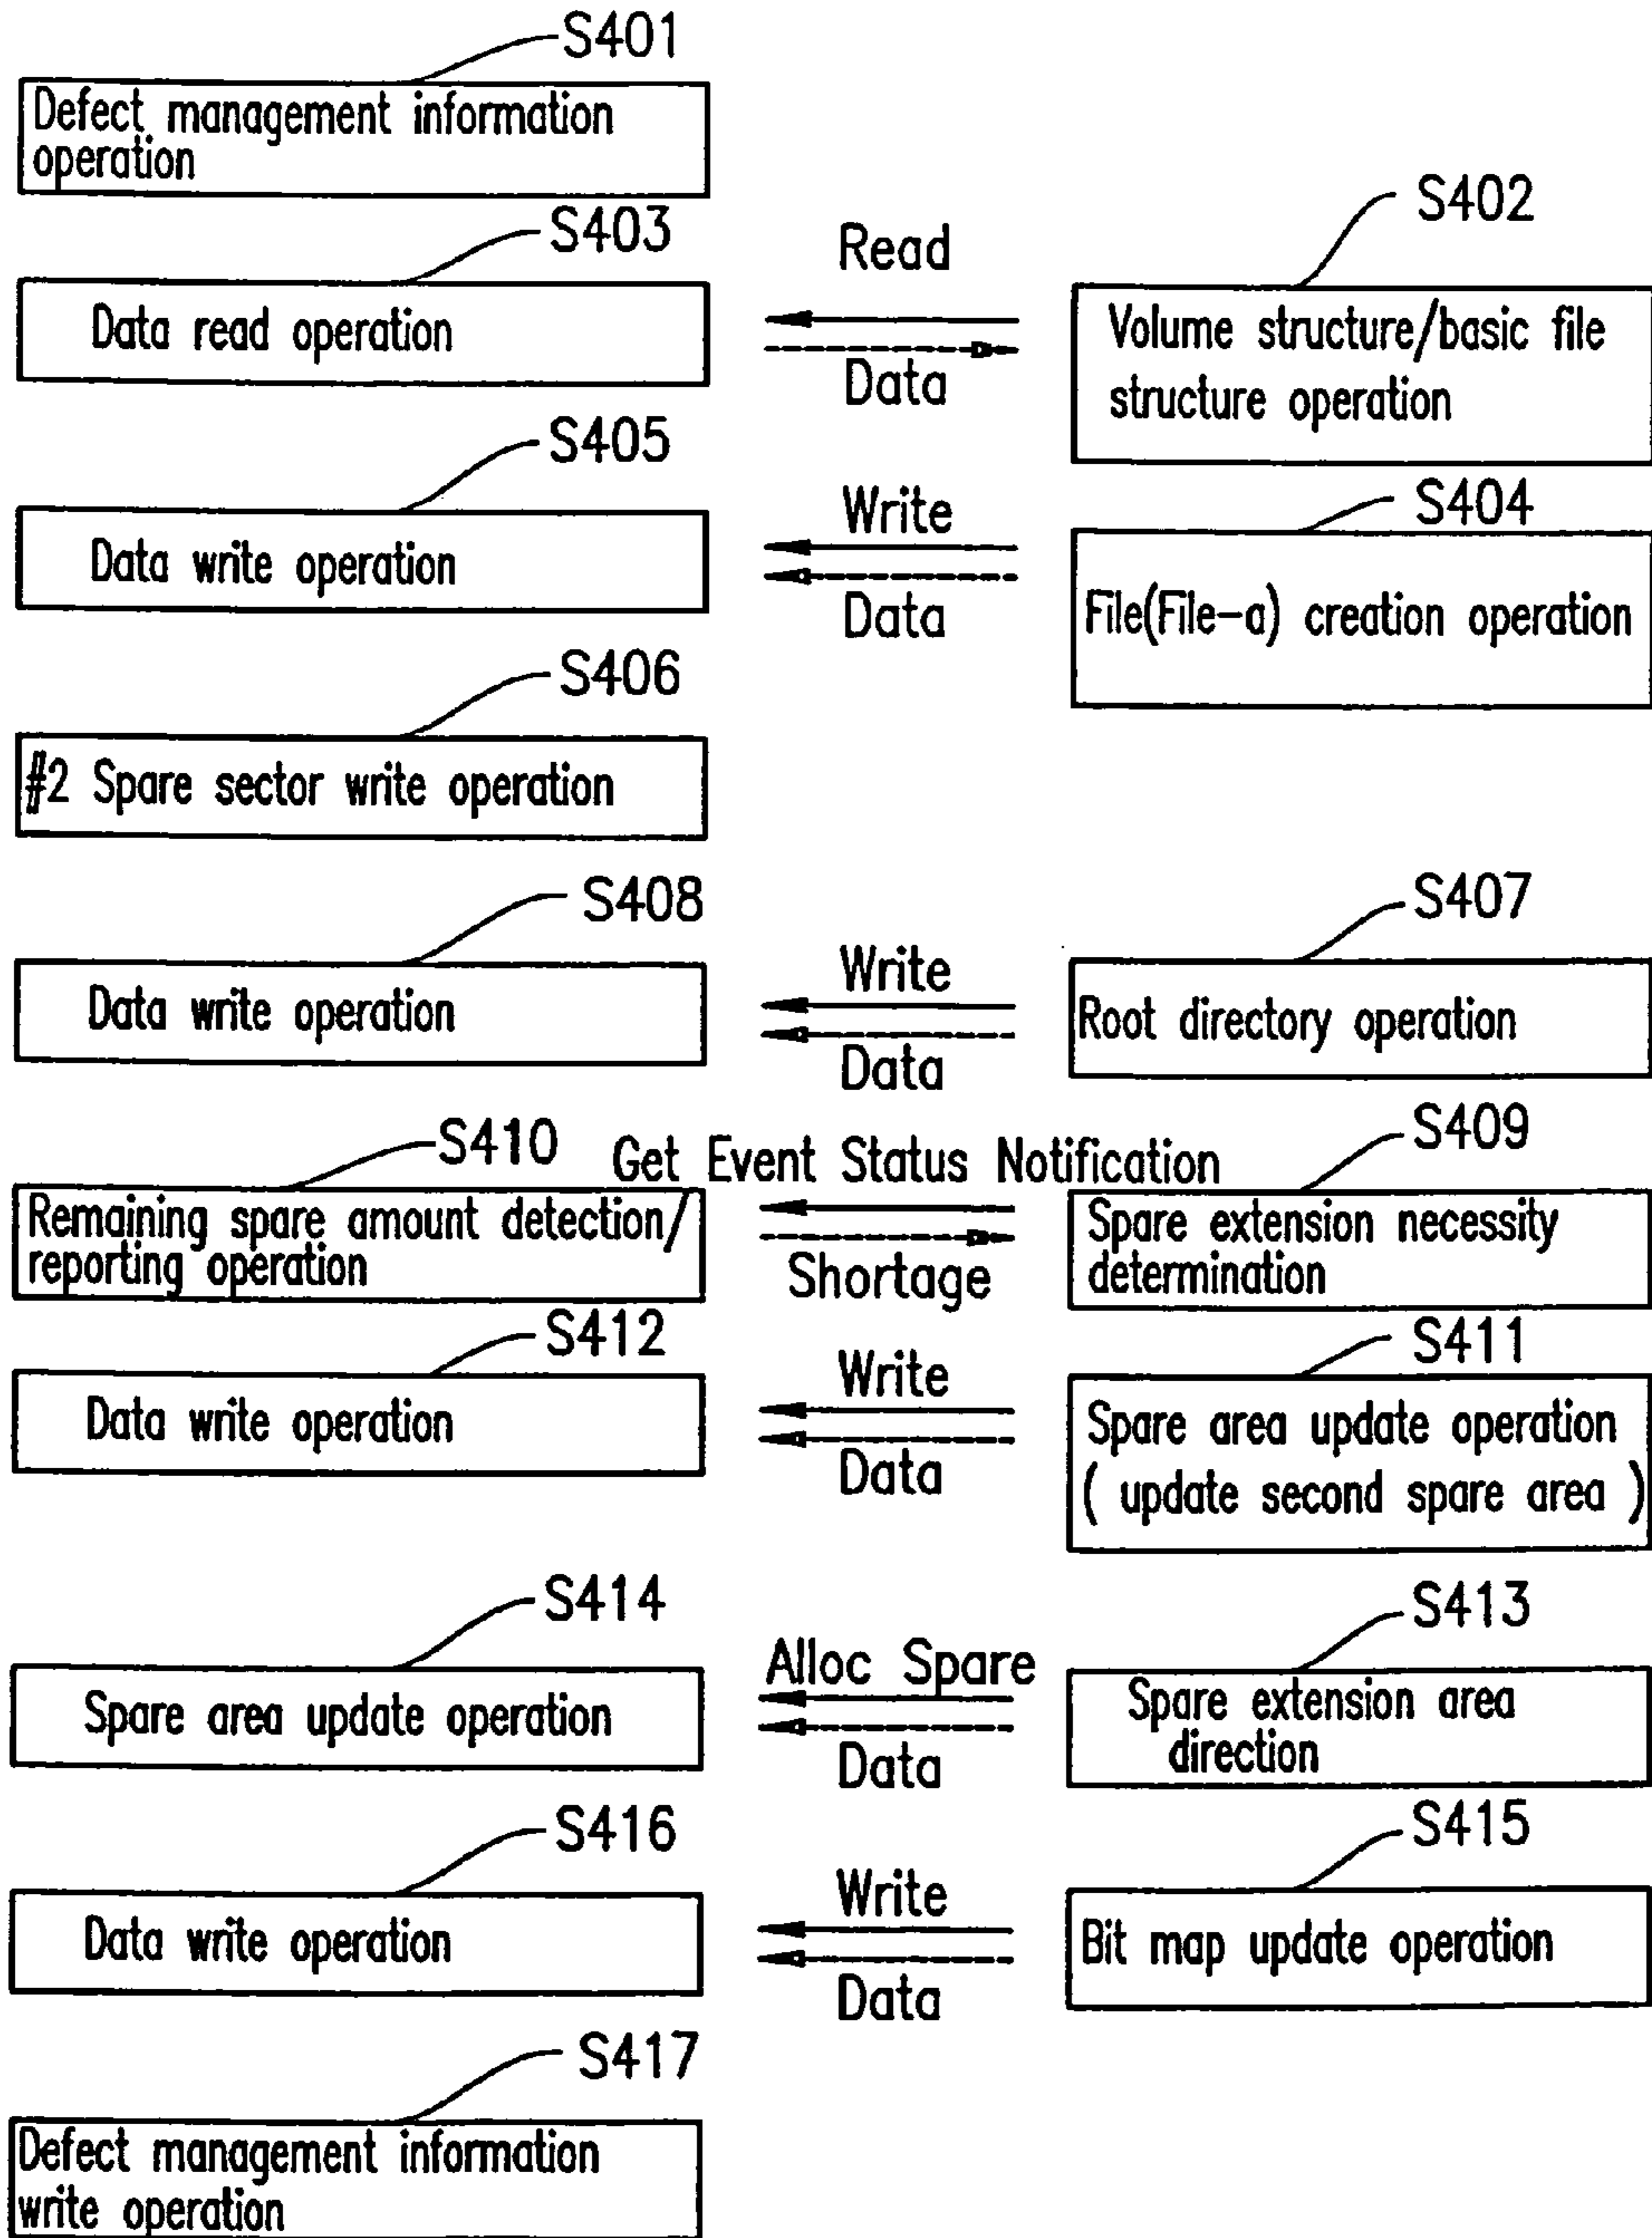 S401
Defect management information
operation
S403
Read
S402
Data read operation
Data
Volume structure/basic file
structure operation
S405
Write
S404
Data write operation
Data
File(File-a) creation operation
S406
#2 Spare sector write operation
S408
S407
Data write operation
Write
Data
Root directory operation
S410
Get Event Status Notification
S409
Remaining spare amount detection/
reporting operation
Shortage
Spare extension necessity
determination
S412
S411
Data write operation
Write
Data
Spare area update operation
( update second spare area )
S414
S413
Spare area update operation
Alloc Spare
Data
Spare extension area
direction
S416
S415
Data write operation
Write
Data
Bit map update operation
S417
Defect management information
write operation